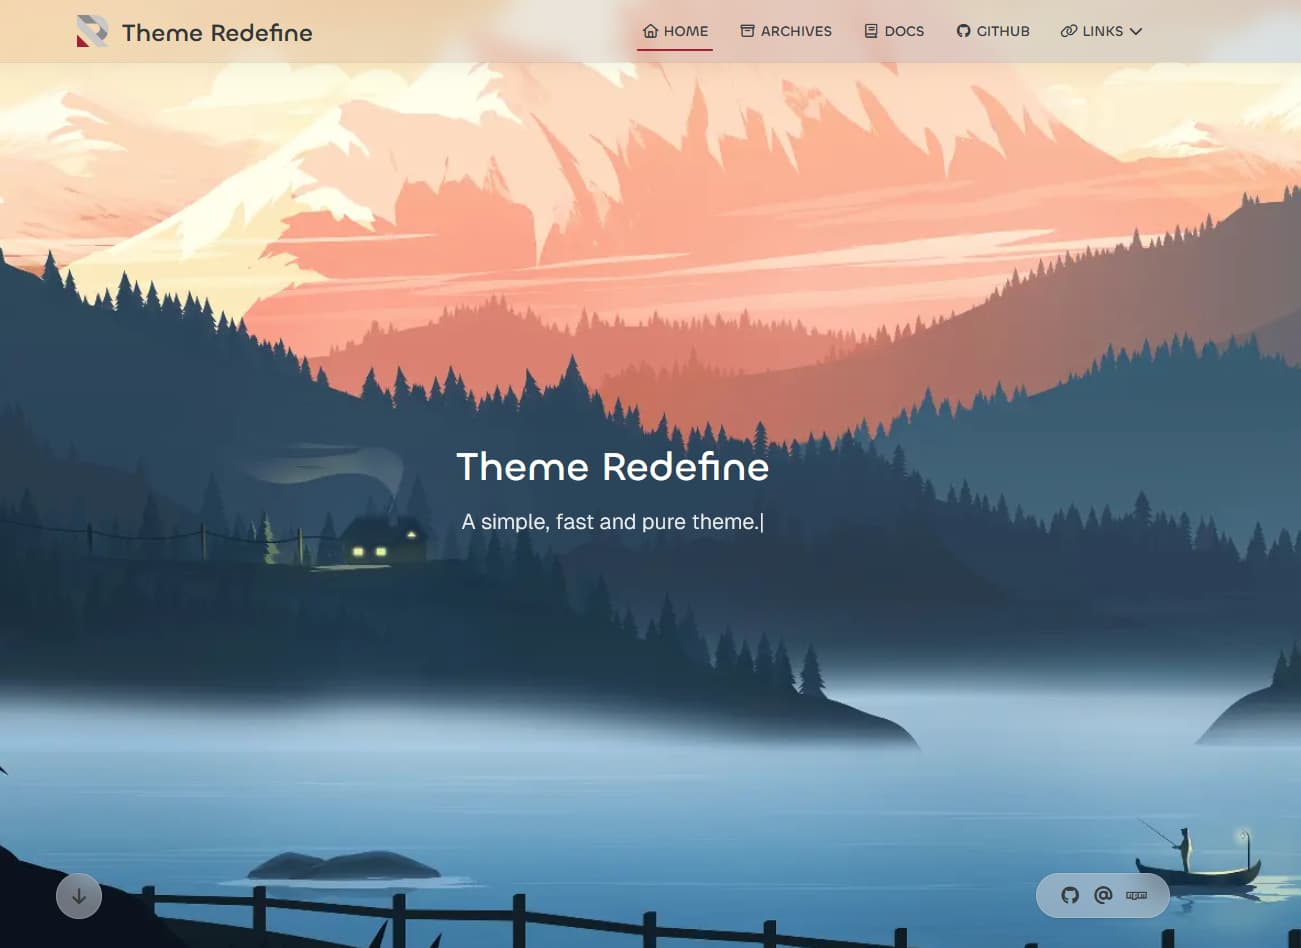 Theme Redefine
HOME
ARCHIVES
DOCS
GITHUB
LINKS
Theme Redefine
A simple, fast and pure theme.|
npm